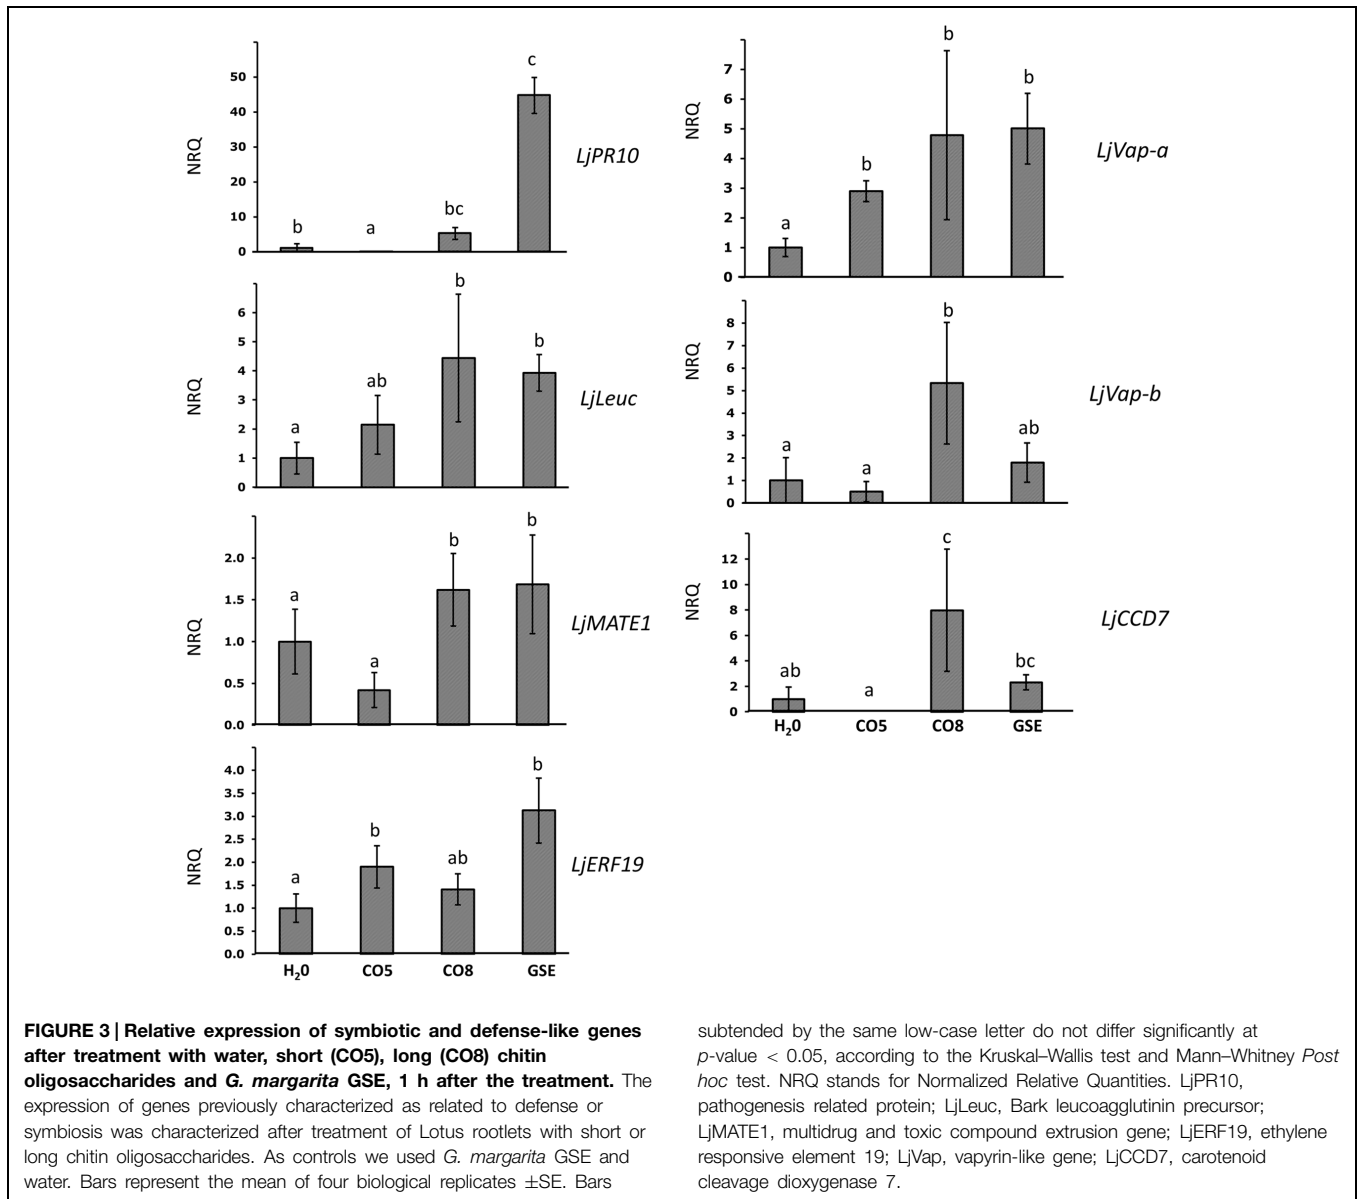 50
40
30
20
10
0
NRQ
b
a
bc
c
LjPR10
6
5
4
3
2
1
0
NRQ
a
ab
b
b
LjLeuc
2.0
1.5
1.0
0.5
0.0
NRQ
a
a
b
b
LjMATE1
4.0
3.5
3.0
2.5
2.0
1.5
1.0
0.5
0.0
NRQ
a
b
ab
b
LjERF19
H₂0 CO5 CO8 GSE
7
6
5
4
3
2
1
0
NRQ
a
b
b
b
LjVap-a
8
7
6
5
4
3
2
1
0
NRQ
a
a
b
ab
LjVap-b
12
10
8
6
4
2
0
NRQ
ab
a
c
bc
LjCCD7
H₂0 CO5 CO8 GSE
FIGURE 3 | Relative expression of symbiotic and defense-like genes
after treatment with water, short (CO5), long (CO8) chitin
oligosaccharides and G. margarita GSE, 1 h after the treatment. The
expression of genes previously characterized as related to defense or
symbiosis was characterized after treatment of Lotus rootlets with short or
long chitin oligosaccharides. As controls we used G. margarita GSE and
water. Bars represent the mean of four biological replicates ±SE. Bars
subtended by the same low-case letter do not differ significantly at
p-value < 0.05, according to the Kruskal–Wallis test and Mann–Whitney Post
hoc test. NRQ stands for Normalized Relative Quantities. LjPR10,
pathogenesis related protein; LjLeuc, Bark leucoagglutinin precursor;
LjMATE1, multidrug and toxic compound extrusion gene; LjERF19, ethylene
responsive element 19; LjVap, vapyrin-like gene; LjCCD7, carotenoid
cleavage dioxygenase 7.